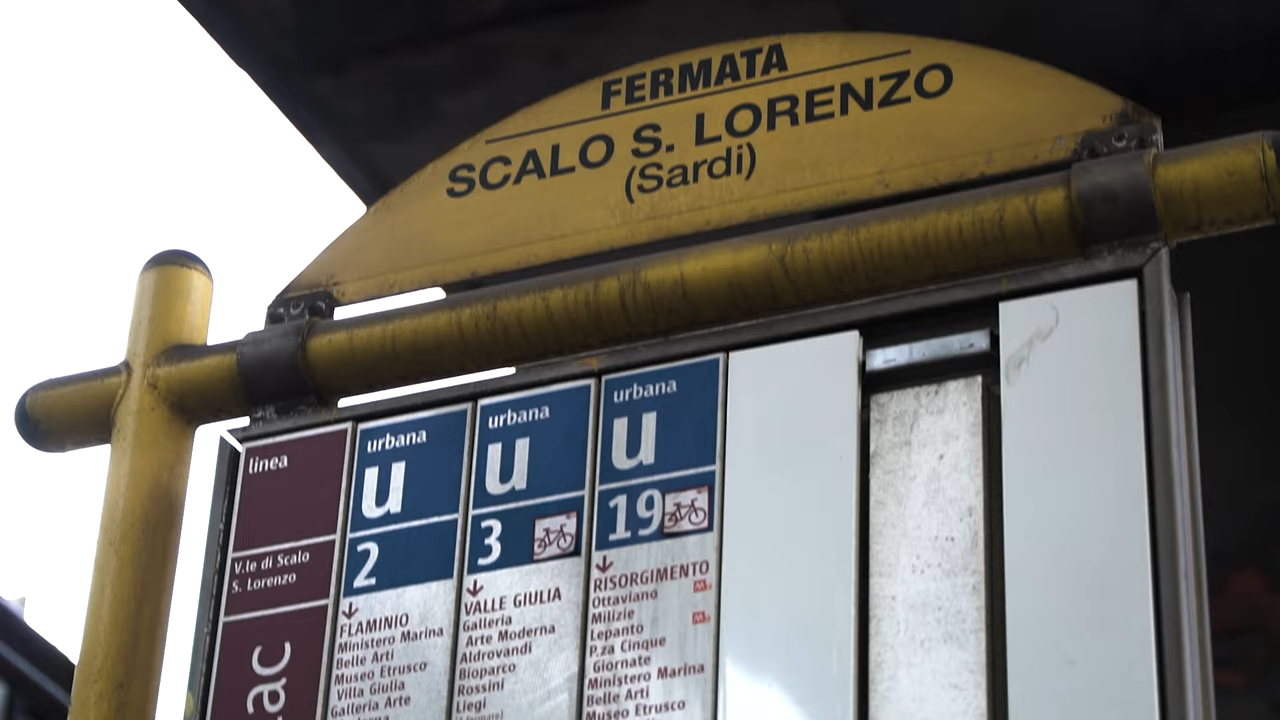 FERMATA
SCALO S. LORENZO
(Sardi)
linea
V.le di Scalo
S. Lorenzo
urbana
u
2
FLAMINIO
Ministero Marina
Belle Arti
Museo Etrusco
Villa Giulia
Galleria Arte
urbana
u
3
VALLE GIULIA
Galleria
Arte Moderna
Aldrovandi
Bioparco
Rossini
Liegi
urbana
u
19
RISORGIMENTO
Ottaviano
Milizie
Lepanto
P.za Cinque
Giornate
Ministero Marina
Belle Arti
Museo Etrusco